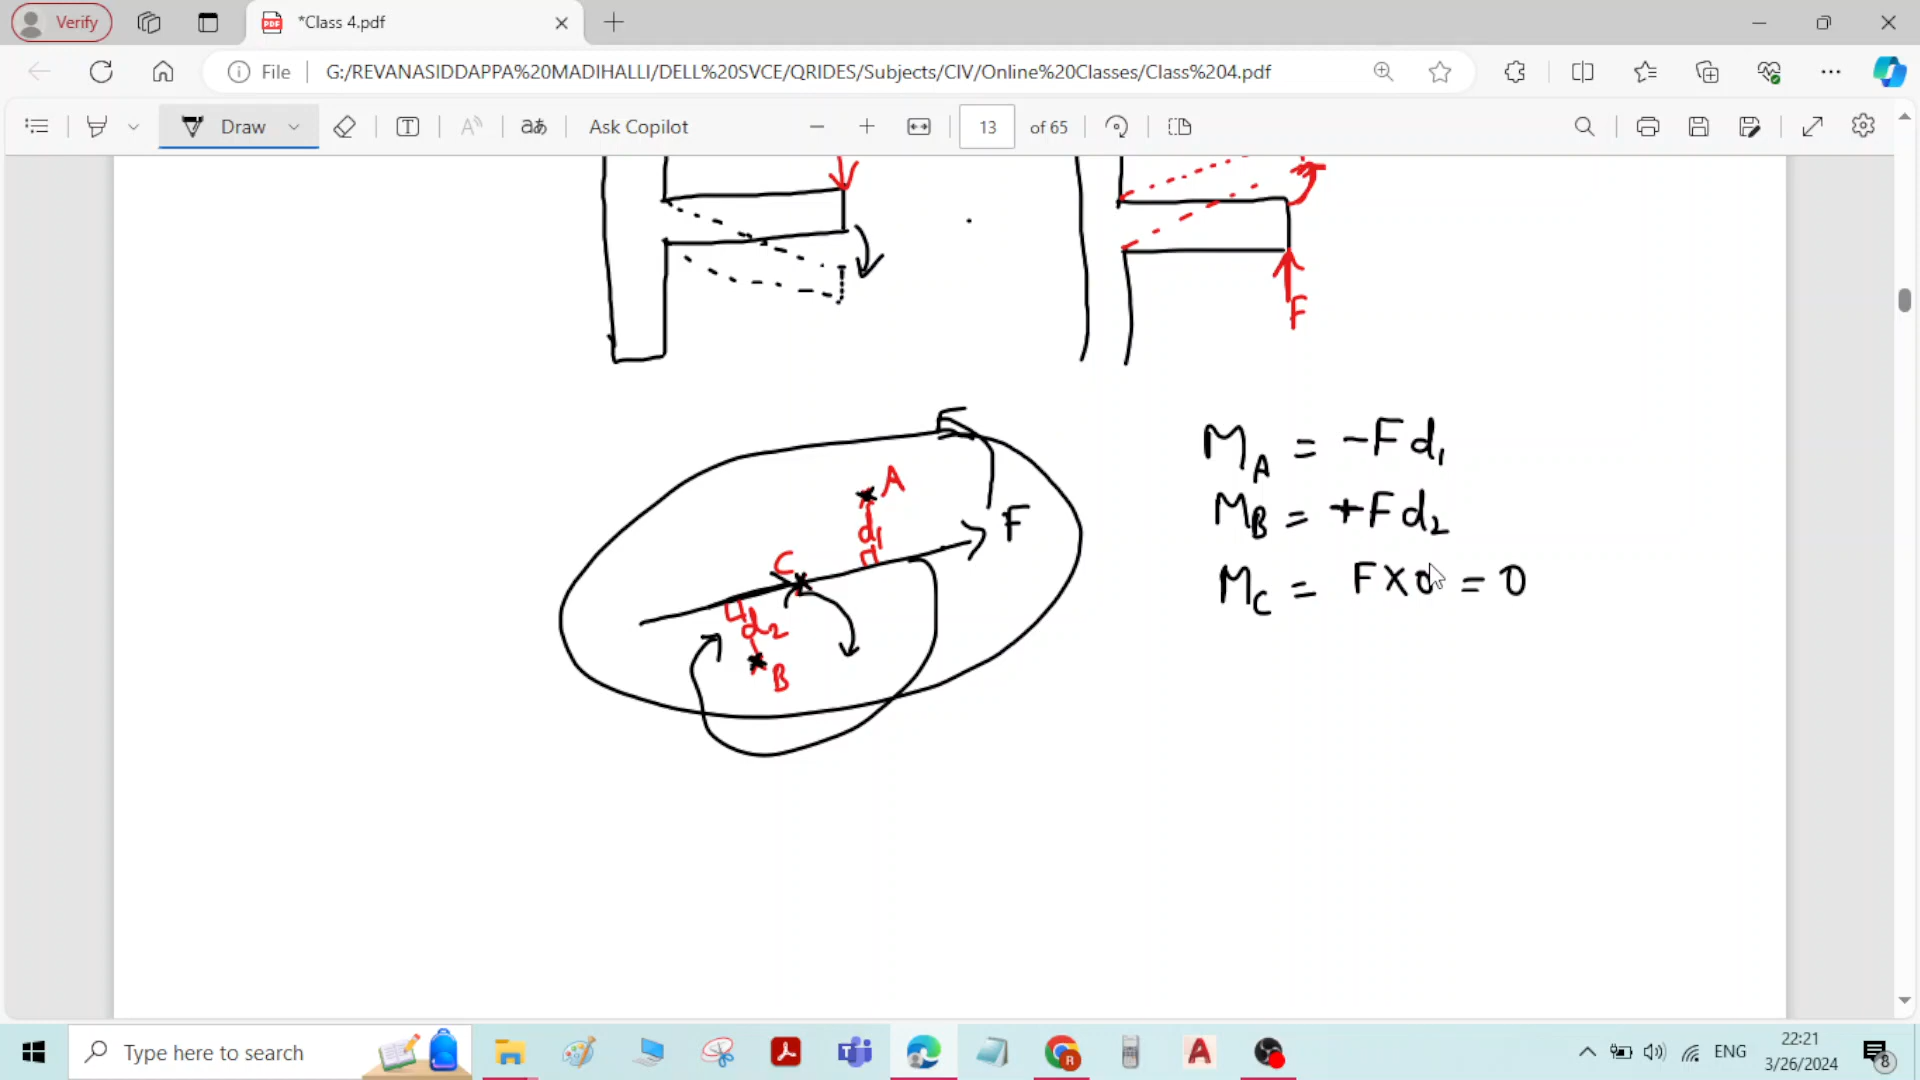 Verify
*Class 4.pdf
File
G:/REVANASIDDAPPA%20MADIHALLI/DELL%20SVCE/QRIDES/Subjects/CIV/Online%20Classes/Class%204.pdf
Draw
Ask Copilot
13 of 65
F
A
d1
F
C
d2
B
MA = -Fd1
MB = +Fd2
MC = F×0 = 0
Type here to search
ENG
22:21
3/26/2024
8